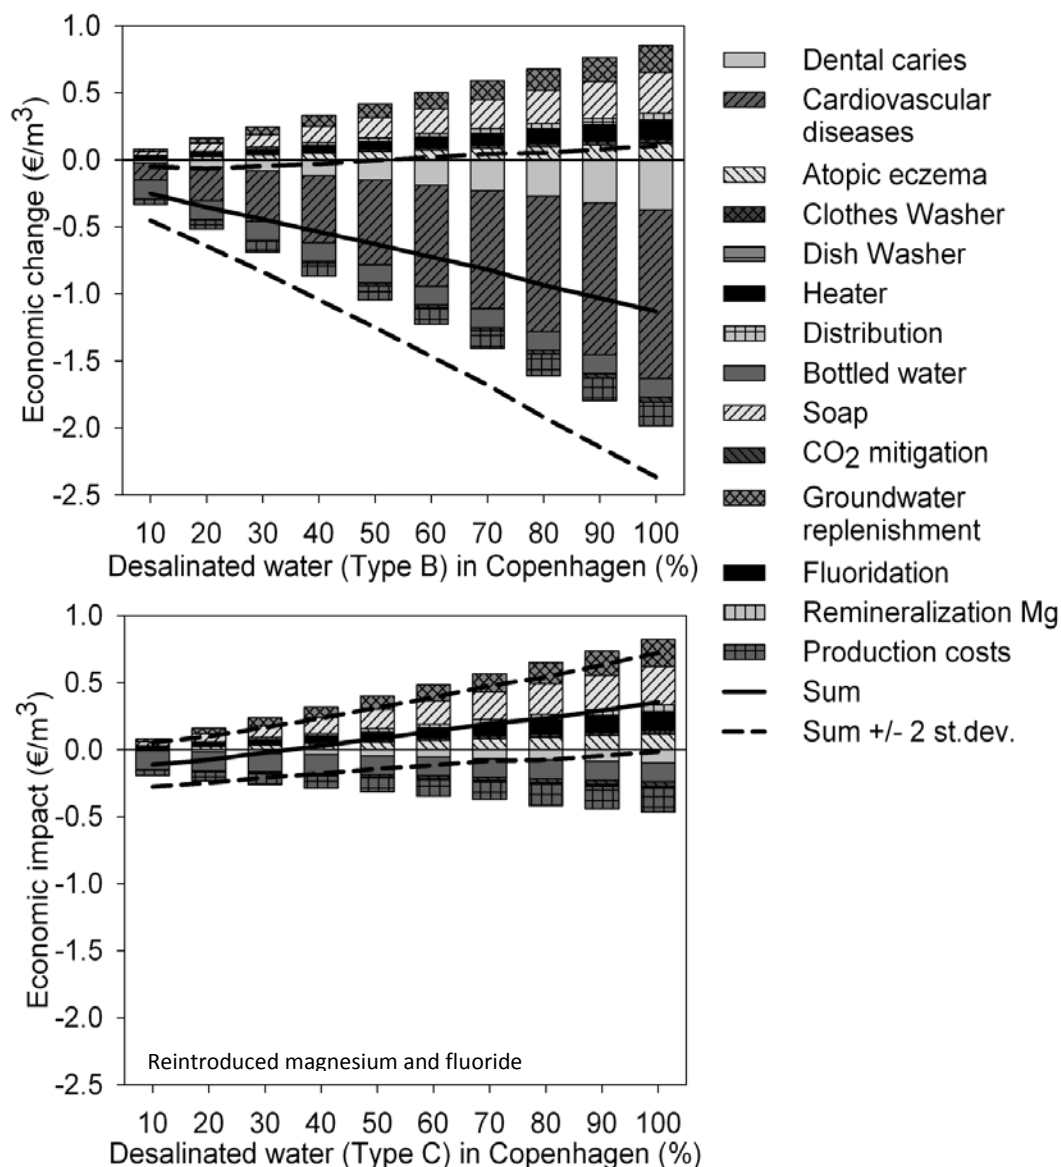 1.0
0.5
0.0
-0.5
-1.0
-1.5
-2.0
-2.5
Economic change (€/m³)
10 20 30 40 50 60 70 80 90 100
Desalinated water (Type B) in Copenhagen (%)
Dental caries
Cardiovascular
diseases
Atopic eczema
Clothes Washer
Dish Washer
Heater
Distribution
Bottled water
Soap
CO₂ mitigation
Groundwater
replenishment
Fluoridation
Remineralization Mg
Production costs
Sum
Sum +/- 2 st.dev.
1.0
0.5
0.0
-0.5
-1.0
-1.5
-2.0
-2.5
Economic impact (€/m³)
Reintroduced magnesium and fluoride
10 20 30 40 50 60 70 80 90 100
Desalinated water (Type C) in Copenhagen (%)